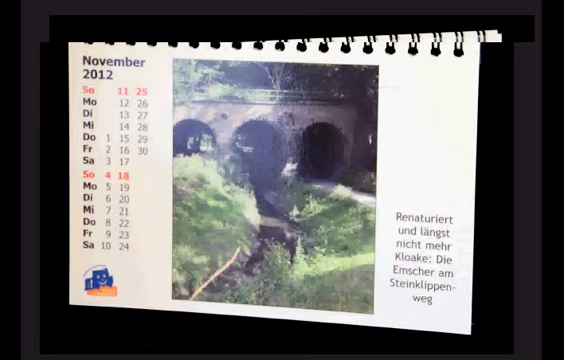 November
2012
So 11 25
Mo 12 26
Di 13 27
Mi 14 28
Do 1 15 29
Fr 2 16 30
Sa 3 17
So 4 18
Mo 5 19
Di 6 20
Mi 7 21
Do 8 22
Fr 9 23
Sa 10 24
Renaturiert
und längst
nicht mehr
Kloake: Die
Emscher am
Steinklippen-
weg